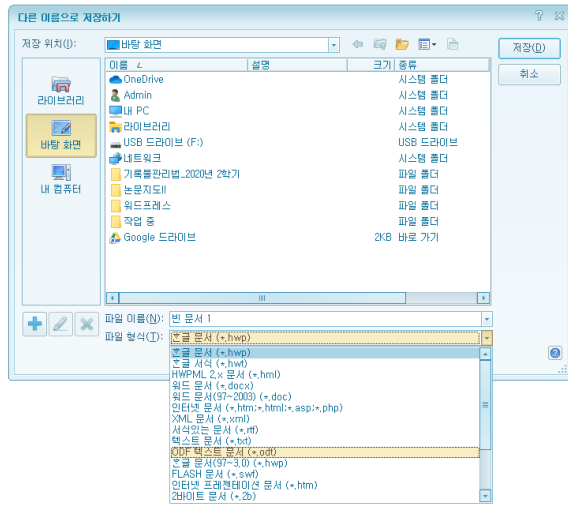 다른 이름으로 저장하기
저장 위치(I): 바탕 화면
저장(D)
취소
라이브러리
바탕 화면
내 컴퓨터
이름 설명 크기 종류
OneDrive 시스템 폴더
Admin 시스템 폴더
내 PC 시스템 폴더
라이브러리 시스템 폴더
USB 드라이브 (F:) USB 드라이브
네트워크 시스템 폴더
기록물관리법_2020년 2학기 파일 폴더
논문지도II 파일 폴더
워드프레스 파일 폴더
작업 중 파일 폴더
Google 드라이브 2KB 바로 가기
파일 이름(N): 빈 문서 1
파일 형식(T): 한글 문서 (*.hwp)
한글 문서 (*.hwp)
한글 서식 (*.hwt)
HWPML 2.x 문서 (*.hml)
워드 문서 (*.docx)
워드 문서(97~2003) (*.doc)
인터넷 문서 (*.htm;*.html;*.asp;*.php)
XML 문서 (*.xml)
서식있는 문서 (*.rtf)
텍스트 문서 (*.txt)
ODF 텍스트 문서 (*.odt)
한글 문서(97~3.0) (*.hwp)
FLASH 문서 (*.swf)
인터넷 프레젠테이션 문서 (*.htm)
2바이트 문서 (*.2b)